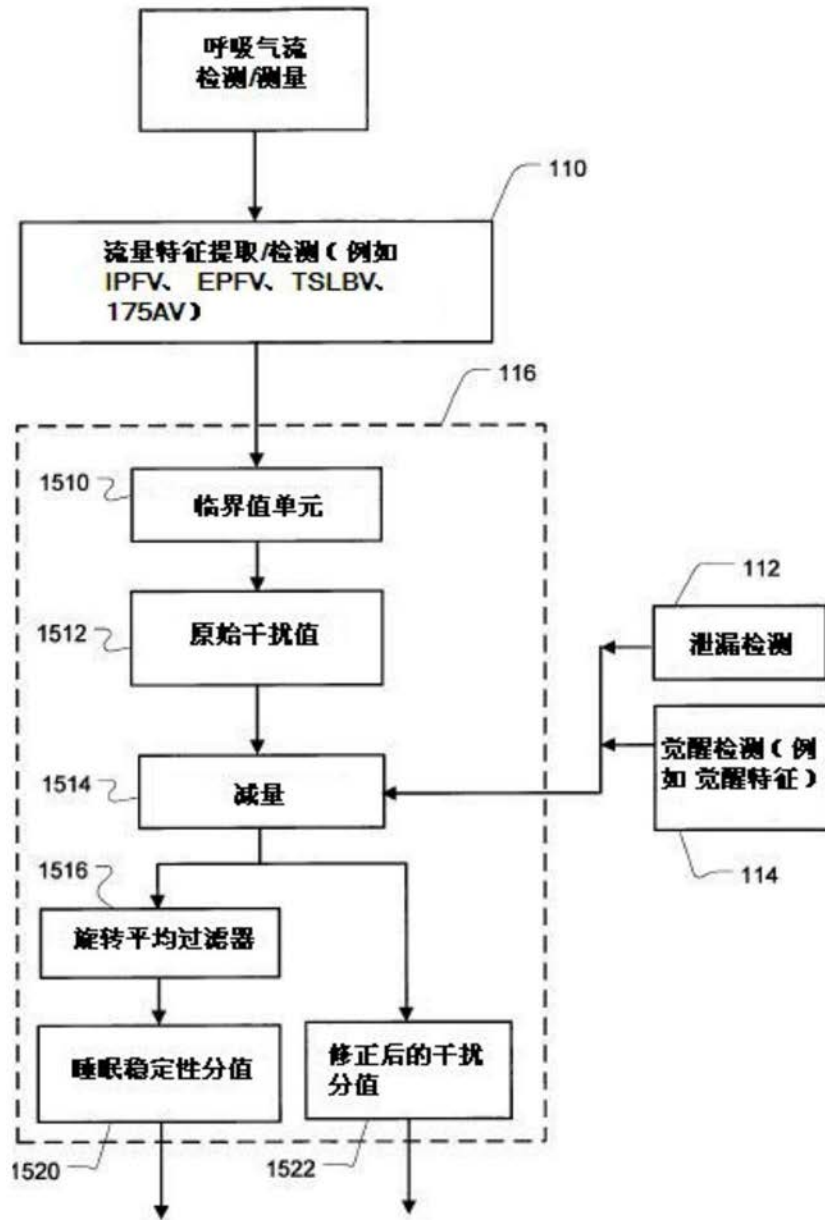 呼吸气流
检测/测量
110
流量特征提取/检测（例如
IPFV、EPFV、TSLBV、
175AV）
116
1510
临界值单元
1512
原始干扰值
112
泄漏检测
1514
减量
觉醒检测（例
如 觉醒特征）
114
1516
旋转平均过滤器
睡眠稳定性分值
修正后的干扰
分值
1520
1522